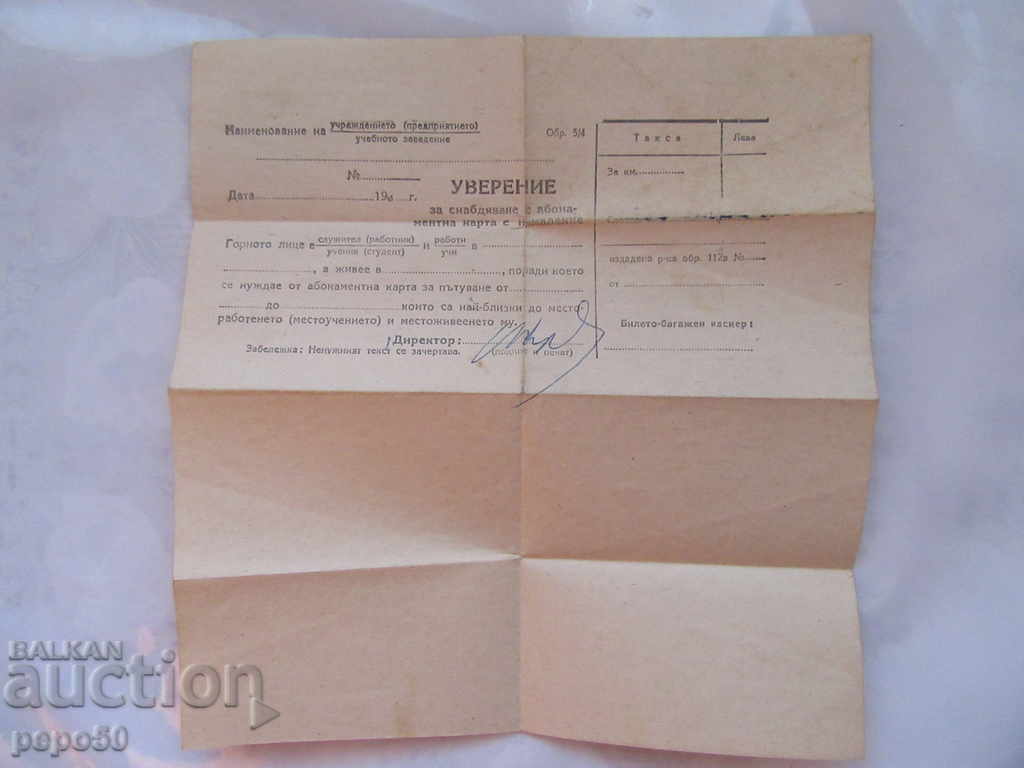 Наименование на учреждението (предприятието)
учебното заведение
Обр. 5/4
№
Дата 196 г.
УВЕРЕНИЕ
за снабдяване с абона-
ментна карта с
Горното лице е служител (работник) и работи в
ученик (студент) учи
, а живее в , поради което
се нуждае от абонаментна карта за пътуване от
до които са най-близки до место-
работенето (местоучението) и местоживеенето му.
Директор:
Забележка: Ненужният текст се зачертава. (подпис и печат)
Такса Лева
За км.
издадена р-ка обр. 112а №
от
Билето-багажен касиер:
BALKAN
auction
pepo50